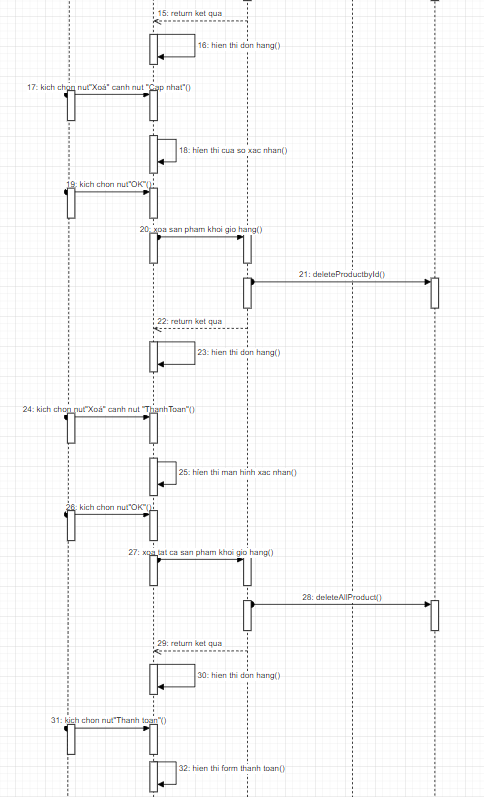 15: return ket qua
16: hien thi don hang()
17: kich chon nut"Xoá" canh nut "Cap nhat"()
18: hien thi cua so xac nhan()
19: kich chon nut"OK"()
20: xoa san pham khoi gio hang()
21: deleteProductbyId()
22: return ket qua
23: hien thi don hang()
24: kich chon nut"Xoá" canh nut "ThanhToan"()
25: hien thi man hinh xac nhan()
26: kich chon nut"OK"()
27: xoa tat ca san pham khoi gio hang()
28: deleteAllProduct()
29: return ket qua
30: hien thi don hang()
31: kich chon nut"Thanh toan"()
32: hien thi form thanh toan()